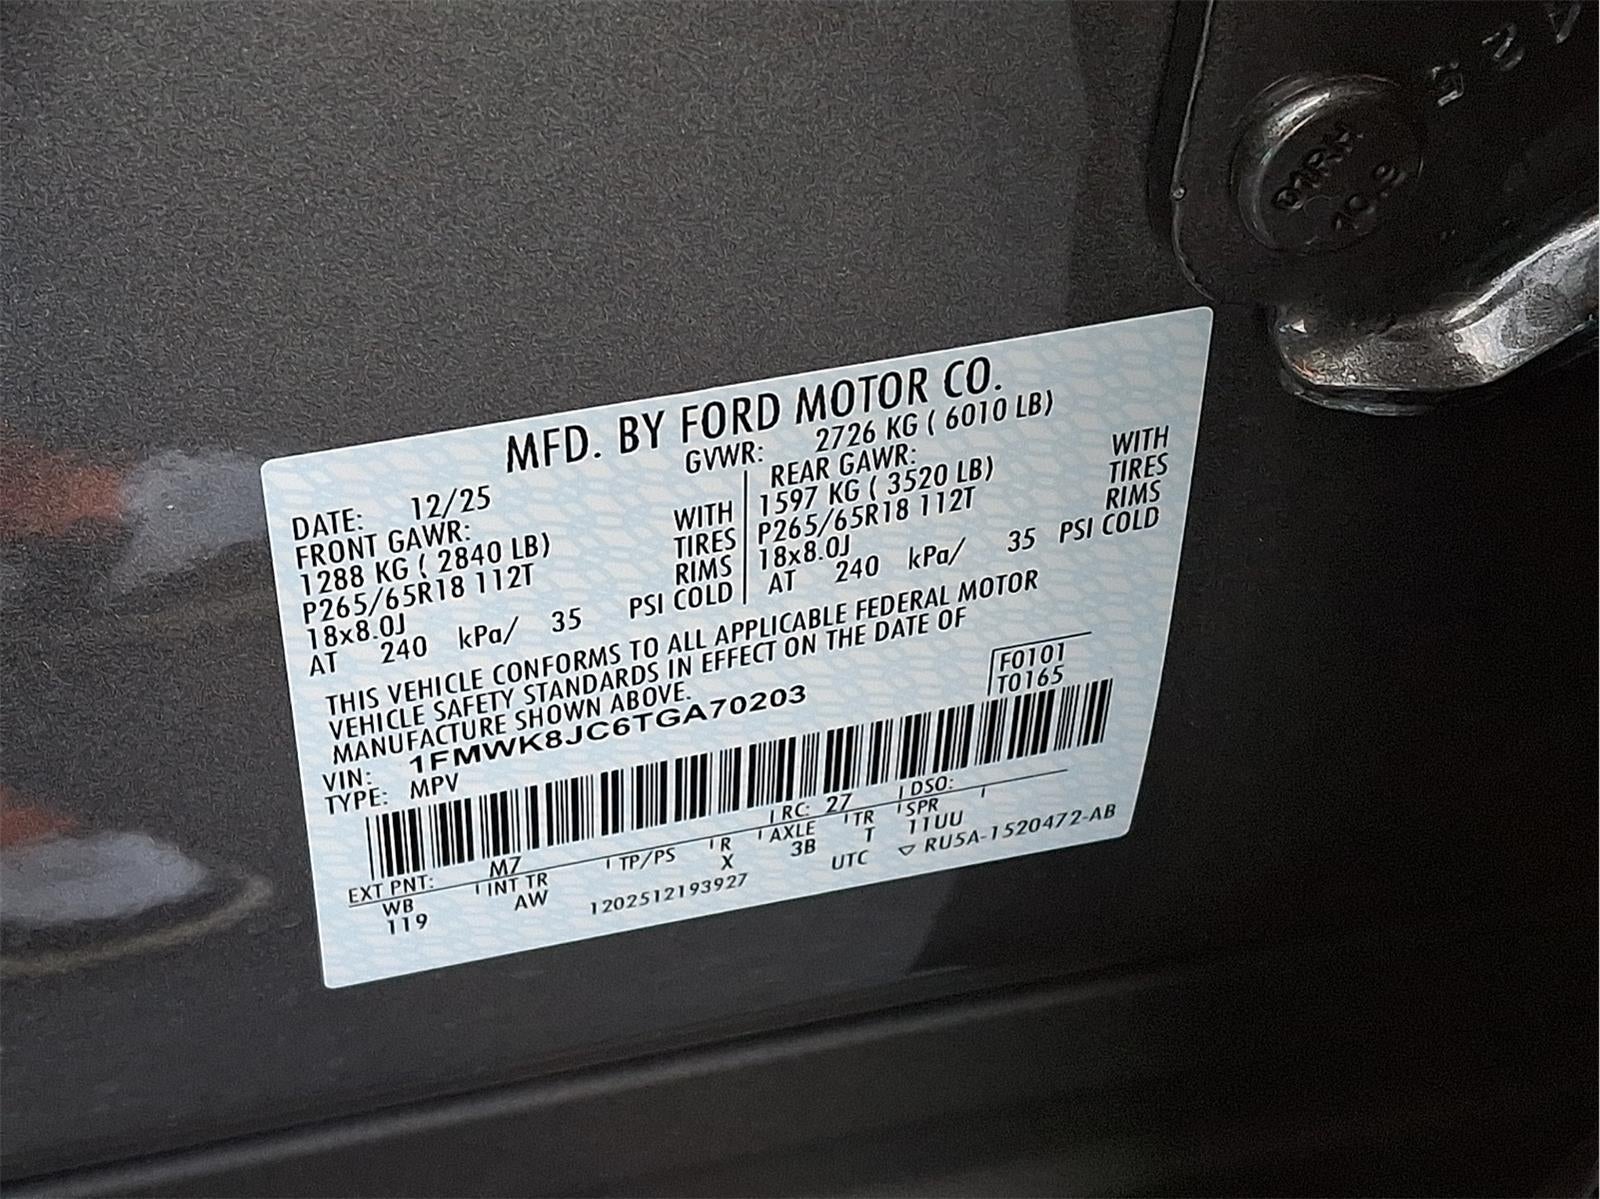 MFD. BY FORD MOTOR CO.
DATE: 12/25 GVWR: 2726 KG ( 6010 LB)
FRONT GAWR: WITH REAR GAWR: WITH
1288 KG ( 2840 LB) TIRES 1597 KG ( 3520 LB) TIRES
P265/65R18 112T RIMS P265/65R18 112T RIMS
18x8.0J PSI COLD 18x8.0J PSI COLD
AT 240 kPa/ 35 AT 240 kPa/ 35
THIS VEHICLE CONFORMS TO ALL APPLICABLE FEDERAL MOTOR
VEHICLE SAFETY STANDARDS IN EFFECT ON THE DATE OF
MANUFACTURE SHOWN ABOVE.
F0101
T0165
VIN: 1FMWK8JC6TGA70203
TYPE: MPV
EXT PNT: M7 RC: 27 DSO:
WB INT TR TP/PS R AXLE TR SPR
119 AW X 3B T 11UU
1202512193927 UTC ▽ RU5A-1520472-AB
10.9